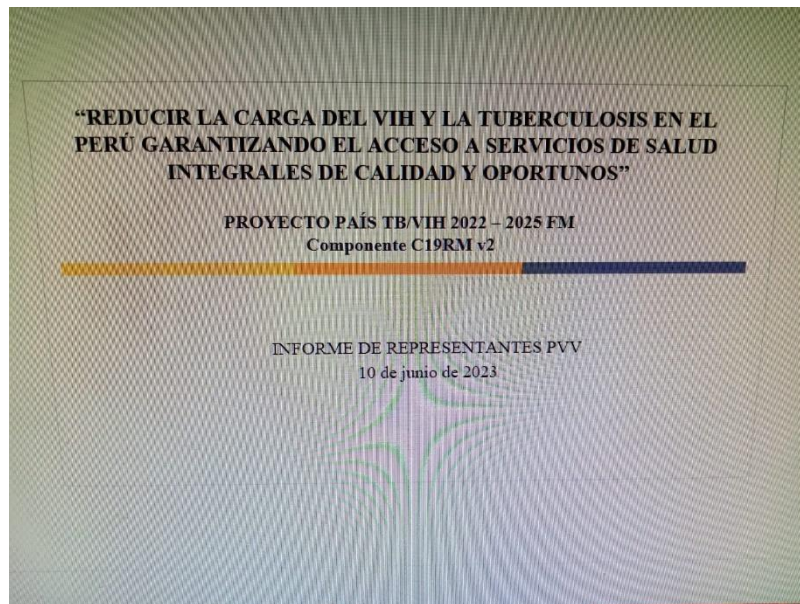 “REDUCIR LA CARGA DEL VIH Y LA TUBERCULOSIS EN EL
PERÚ GARANTIZANDO EL ACCESO A SERVICIOS DE SALUD
INTEGRALES DE CALIDAD Y OPORTUNOS”
PROYECTO PAÍS TB/VIH 2022 – 2025 FM
Componente C19RM v2
INFORME DE REPRESENTANTES PVV
10 de junio de 2023